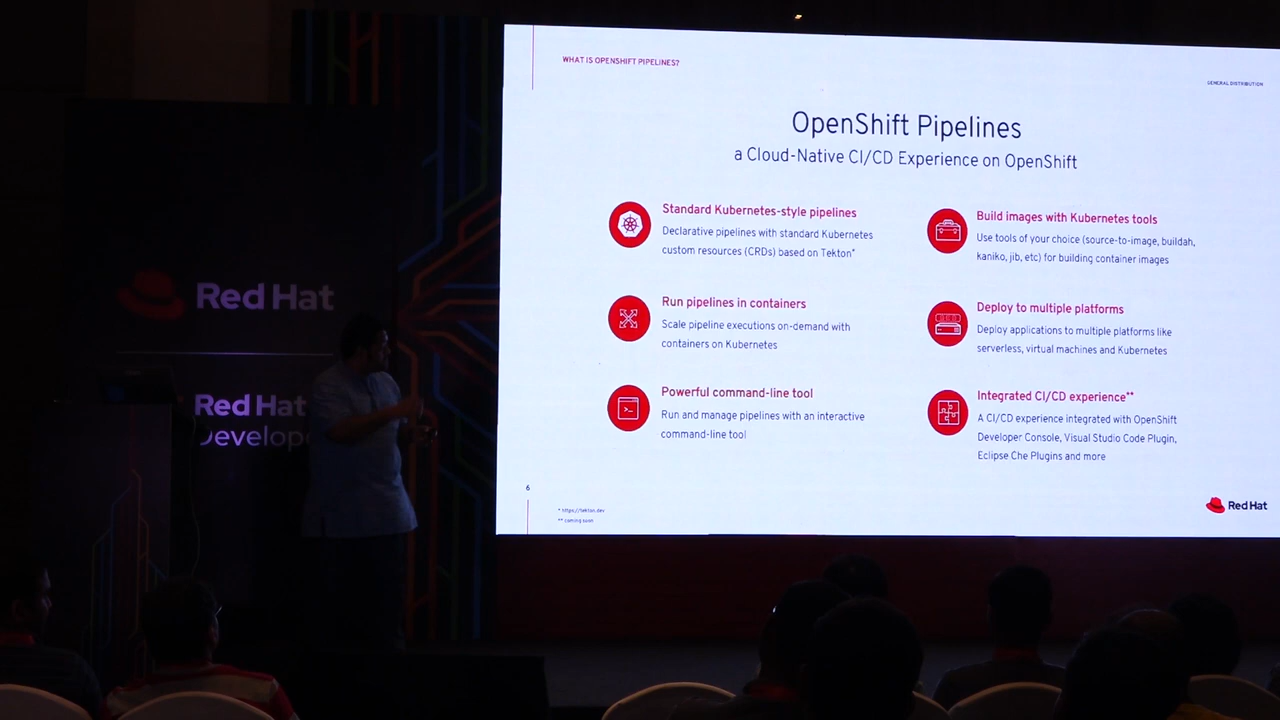 WHAT IS OPENSHIFT PIPELINES?
GENERAL DISTRIBUTION
OpenShift Pipelines
a Cloud-Native CI/CD Experience on OpenShift
Standard Kubernetes-style pipelines
Declarative pipelines with standard Kubernetes
custom resources (CRDs) based on Tekton*
Build images with Kubernetes tools
Use tools of your choice (source-to-image, buildah,
kaniko, jib, etc) for building container images
Run pipelines in containers
Scale pipeline executions on-demand with
containers on Kubernetes
Deploy to multiple platforms
Deploy applications to multiple platforms like
serverless, virtual machines and Kubernetes
Powerful command-line tool
Run and manage pipelines with an interactive
command-line tool
Integrated CI/CD experience**
A CI/CD experience integrated with OpenShift
Developer Console, Visual Studio Code Plugin,
Eclipse Che Plugins and more
6
* https://tekton.dev
** coming soon
Red Hat
Red Hat
Red Hat
Develope